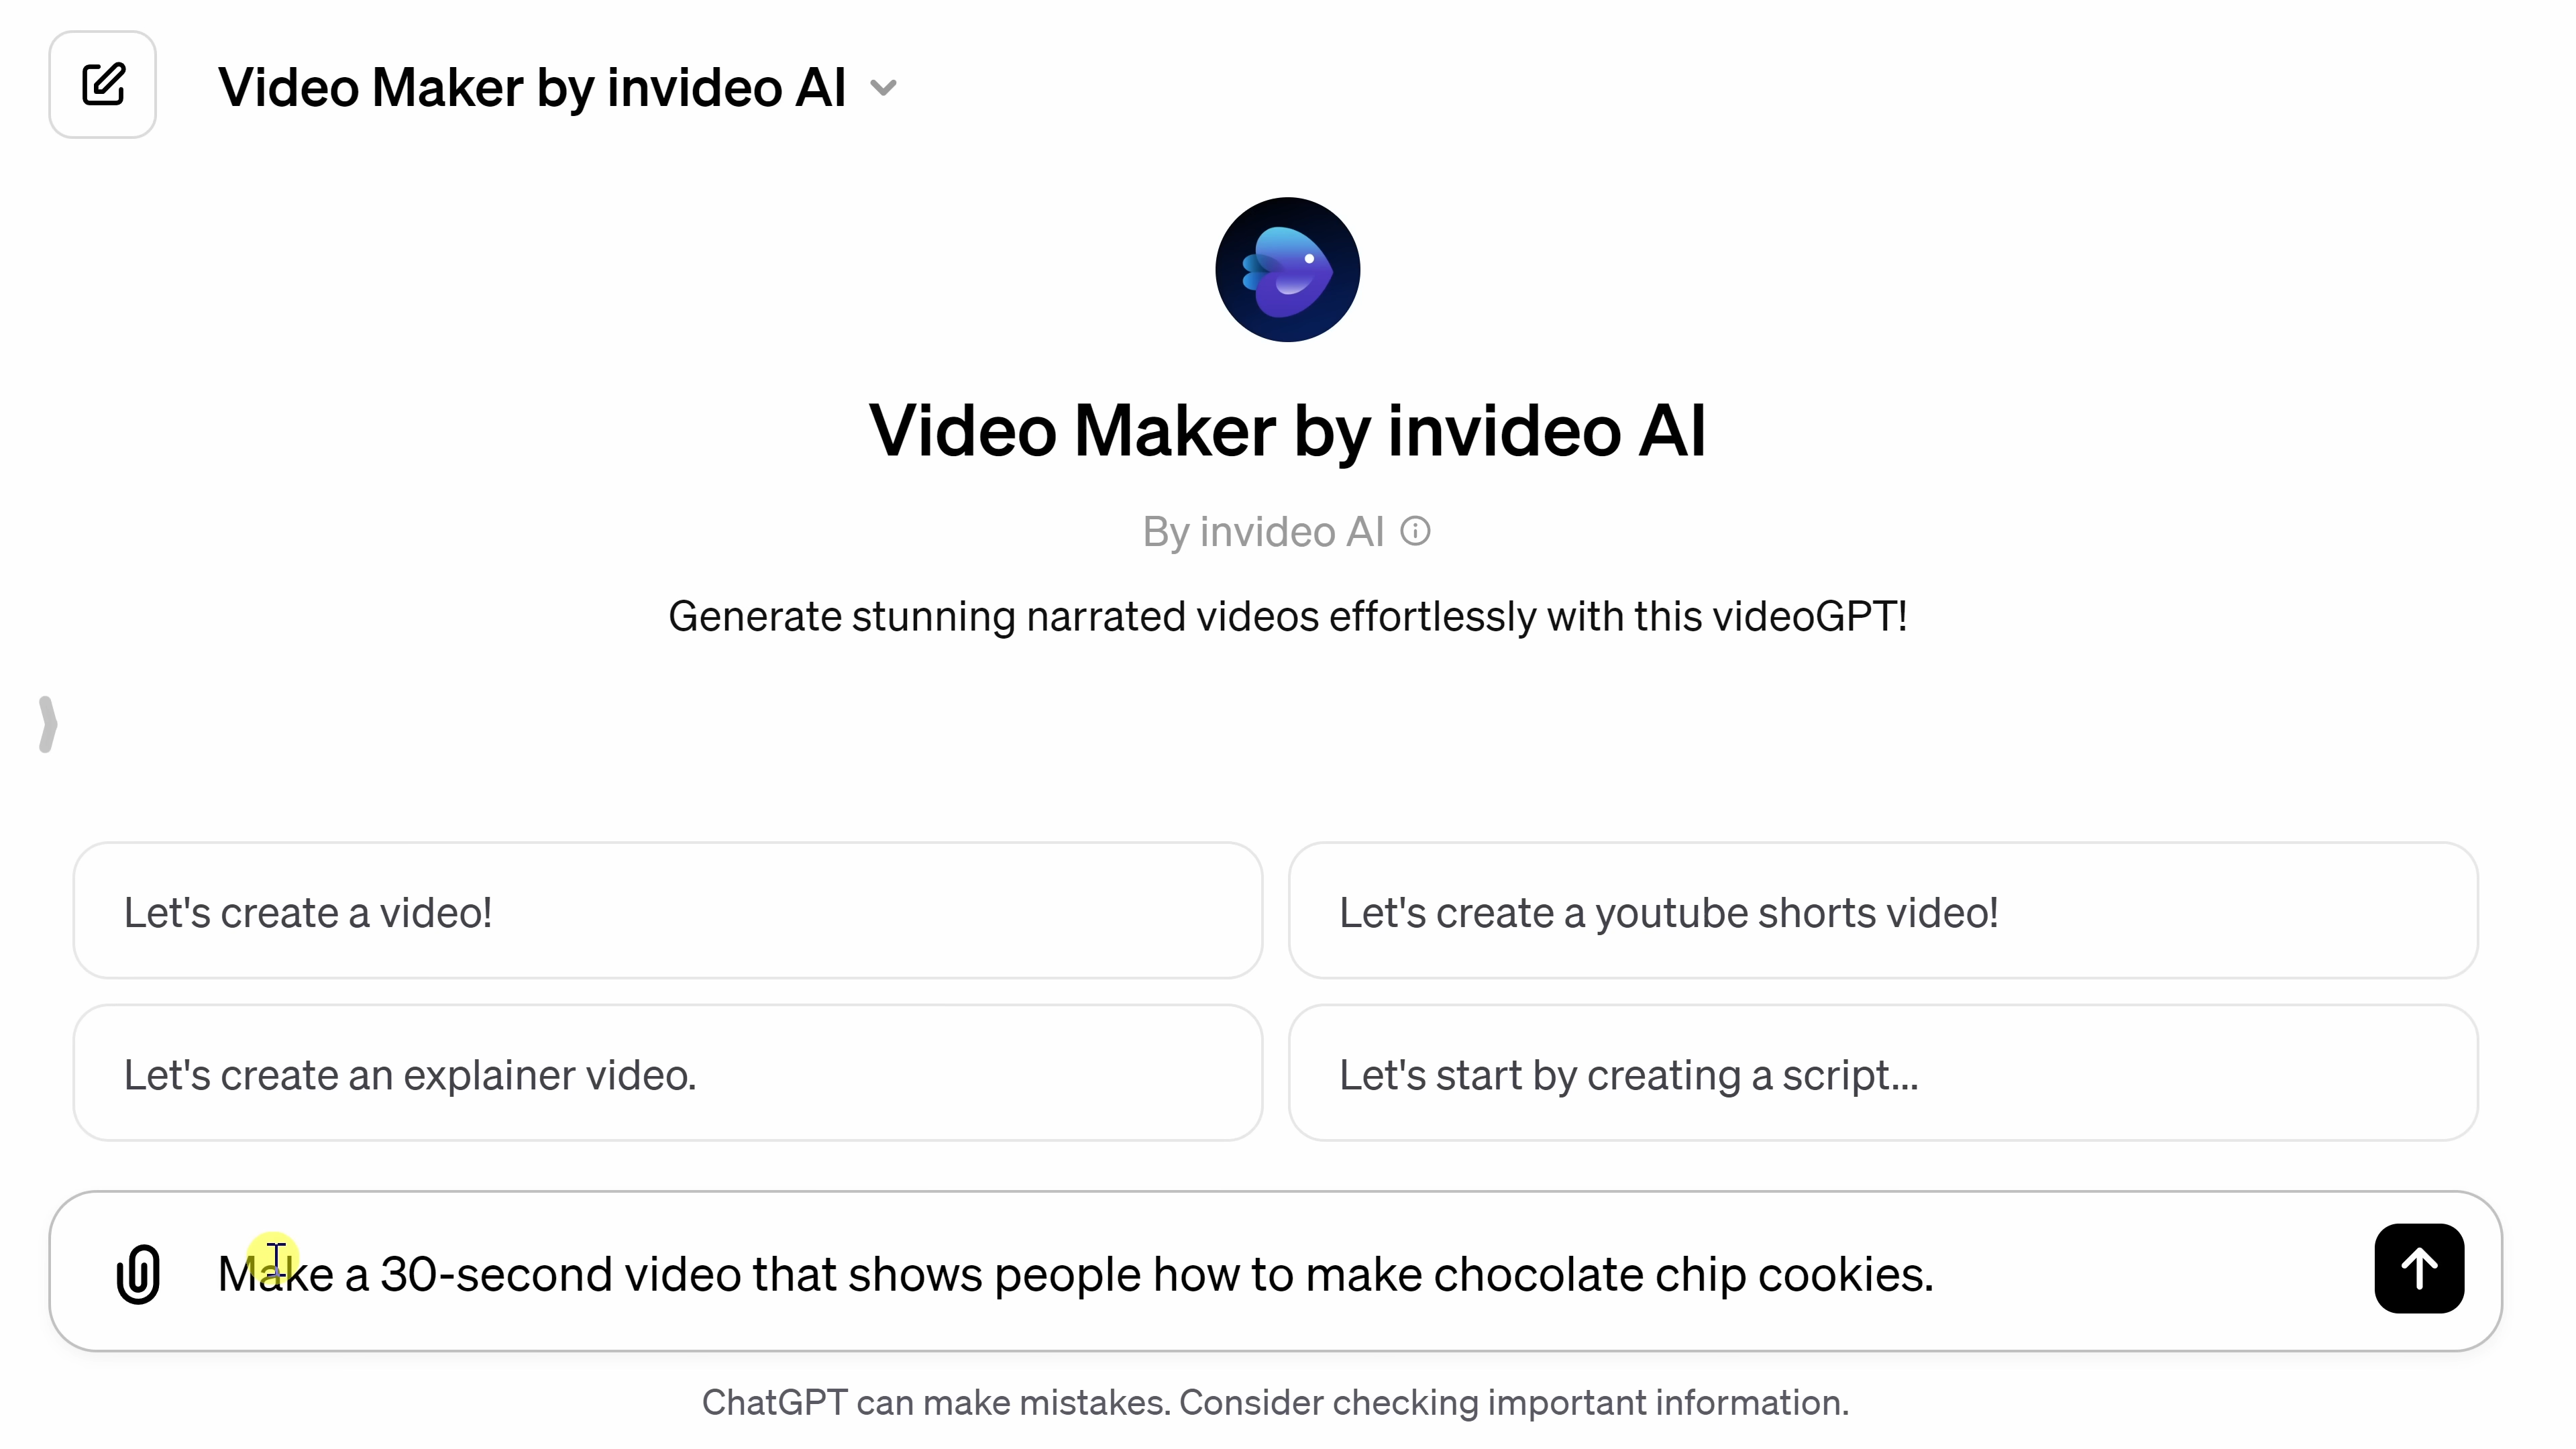 Video Maker by invideo AI
Video Maker by invideo AI
By invideo AI
Generate stunning narrated videos effortlessly with this videoGPT!
Let's create a video!
Let's create a youtube shorts video!
Let's create an explainer video.
Let's start by creating a script...
Make a 30-second video that shows people how to make chocolate chip cookies.
ChatGPT can make mistakes. Consider checking important information.